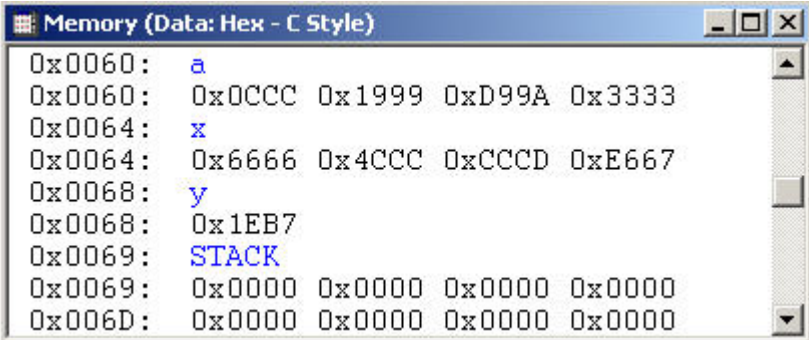 Memory (Data: Hex - C Style)
0x0060: a
0x0060: 0x0CCC 0x1999 0xD99A 0x3333
0x0064: x
0x0064: 0x6666 0x4CCC 0xCCCD 0xE667
0x0068: y
0x0068: 0x1EB7
0x0069: STACK
0x0069: 0x0000 0x0000 0x0000 0x0000
0x006D: 0x0000 0x0000 0x0000 0x0000